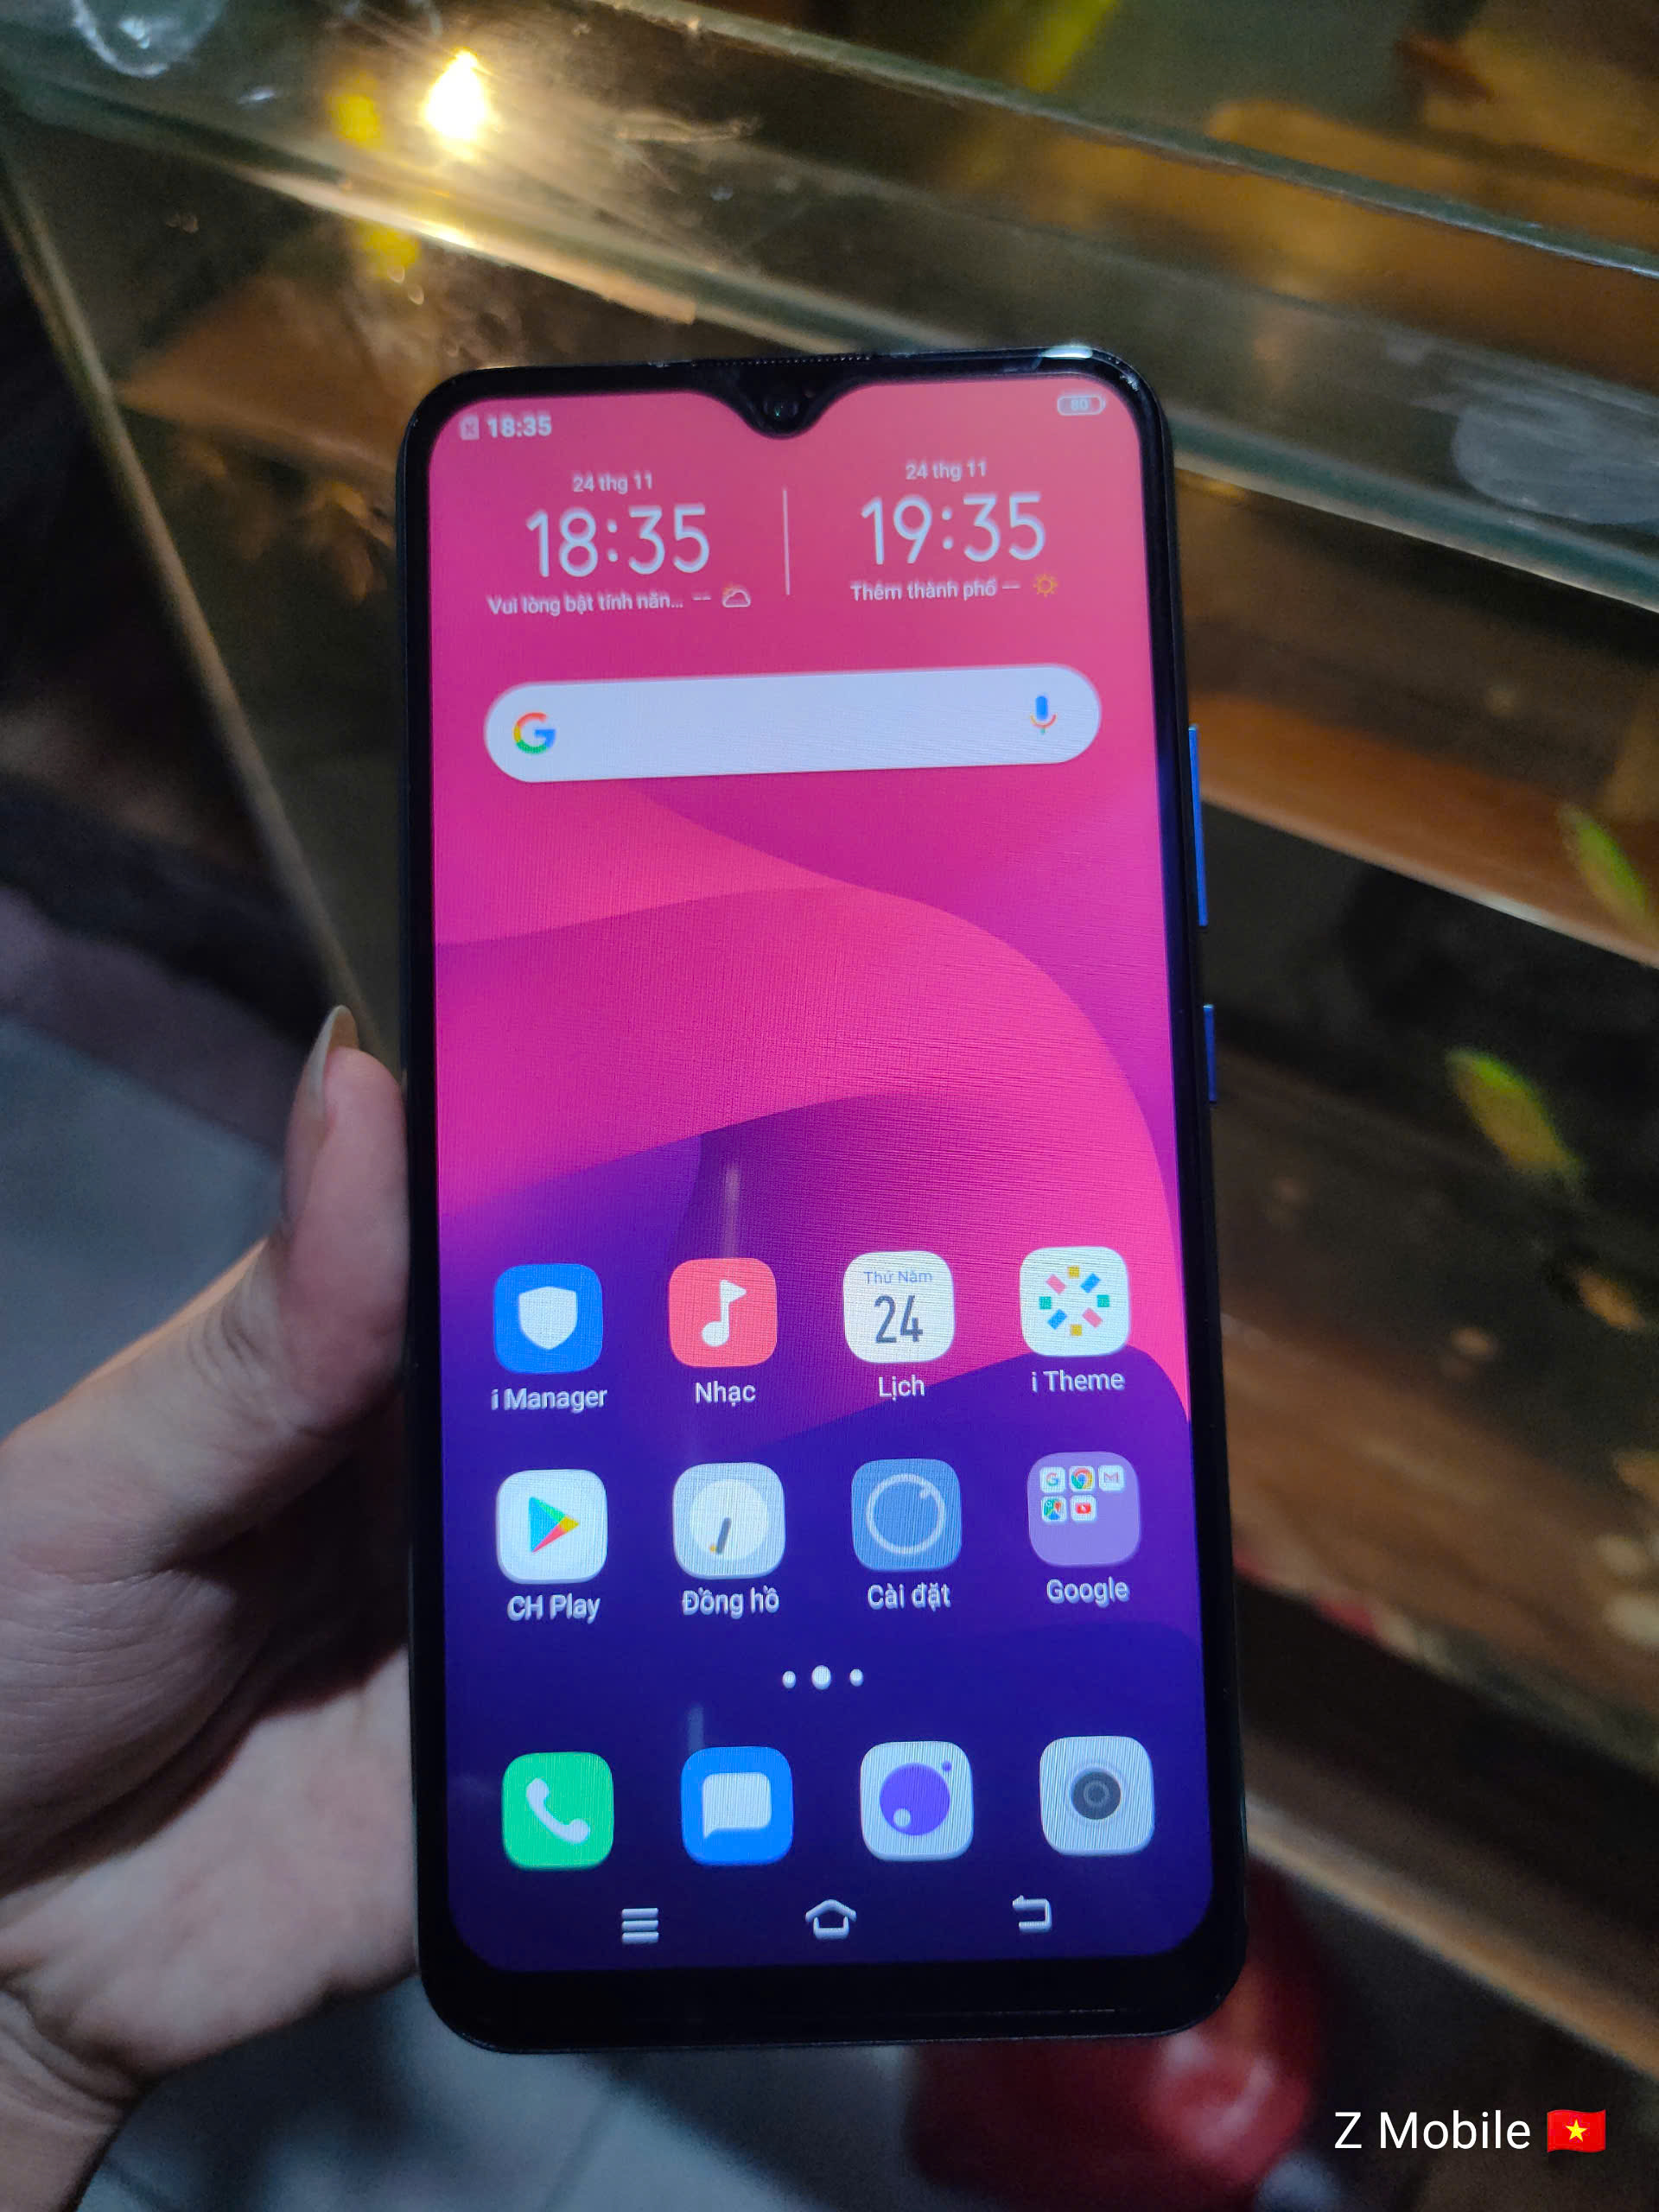 18:35
80
24 thg 11
18:35
Vui lòng bật tính năn... --
24 thg 11
19:35
Thêm thành phố --
G
Thứ Năm
24
i Manager
Nhạc
Lịch
i Theme
CH Play
Đồng hồ
Cài đặt
Google
Z Mobile 🇻🇳